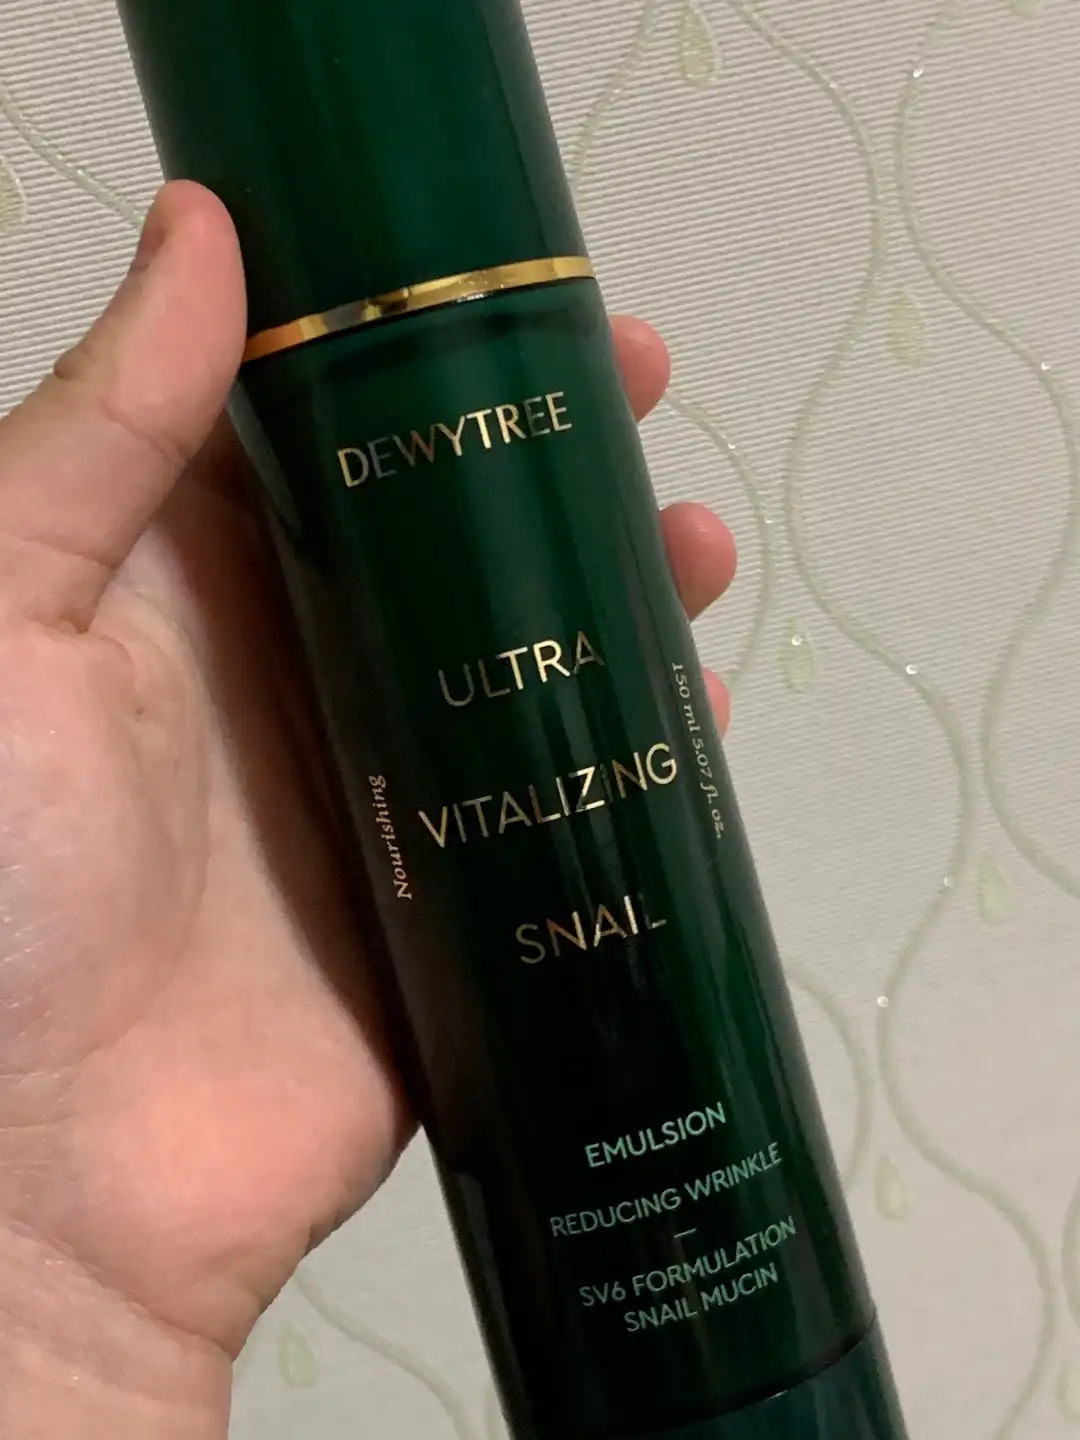 DEWYTREE
ULTRA
VITALIZING
SNAIL
Nourishing
150 ml 5.07 fl. oz.
EMULSION
REDUCING WRINKLE
SV6 FORMULATION
SNAIL MUCIN